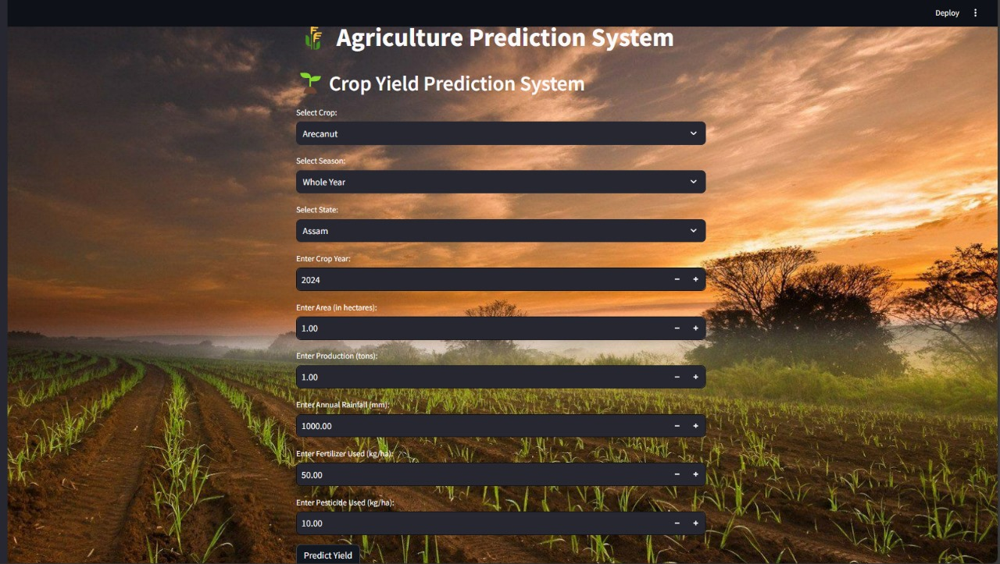 Deploy
Agriculture Prediction System
Crop Yield Prediction System
Select Crop:
Arecanut
Select Season:
Whole Year
Select State:
Assam
Enter Crop Year:
2024
Enter Area (in hectares):
1.00
Enter Production (tons):
1.00
Enter Annual Rainfall (mm):
1000.00
Enter Fertilizer Used (kg/ha):
50.00
Enter Pesticide Used (kg/ha):
10.00
Predict Yield